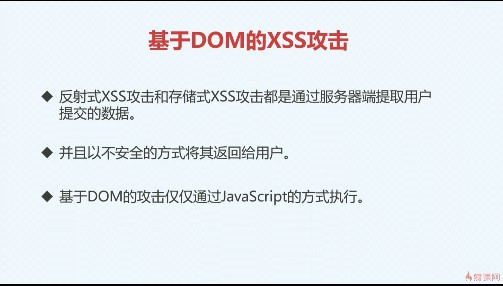 基于DOM的XSS攻击
◆ 反射式XSS攻击和存储式XSS攻击都是通过服务器端提取用户
提交的数据。
◆ 并且以不安全的方式将其返回给用户。
◆ 基于DOM的攻击仅仅通过JavaScript的方式执行。
慕课网